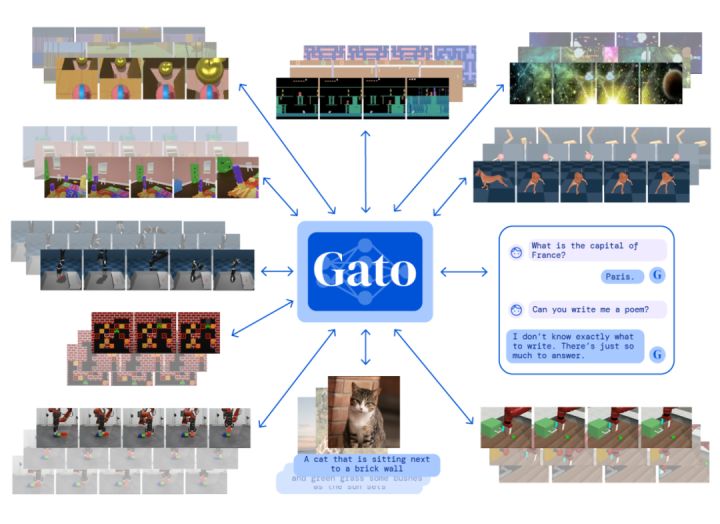 Gato
What is the capital of
France?
Paris.
G
Can you write me a poem?
I don't know exactly what
to write. There's just so
much to answer.
G
A cat that is sitting next
to a brick wall
and green grass some bushes
as the sun sets